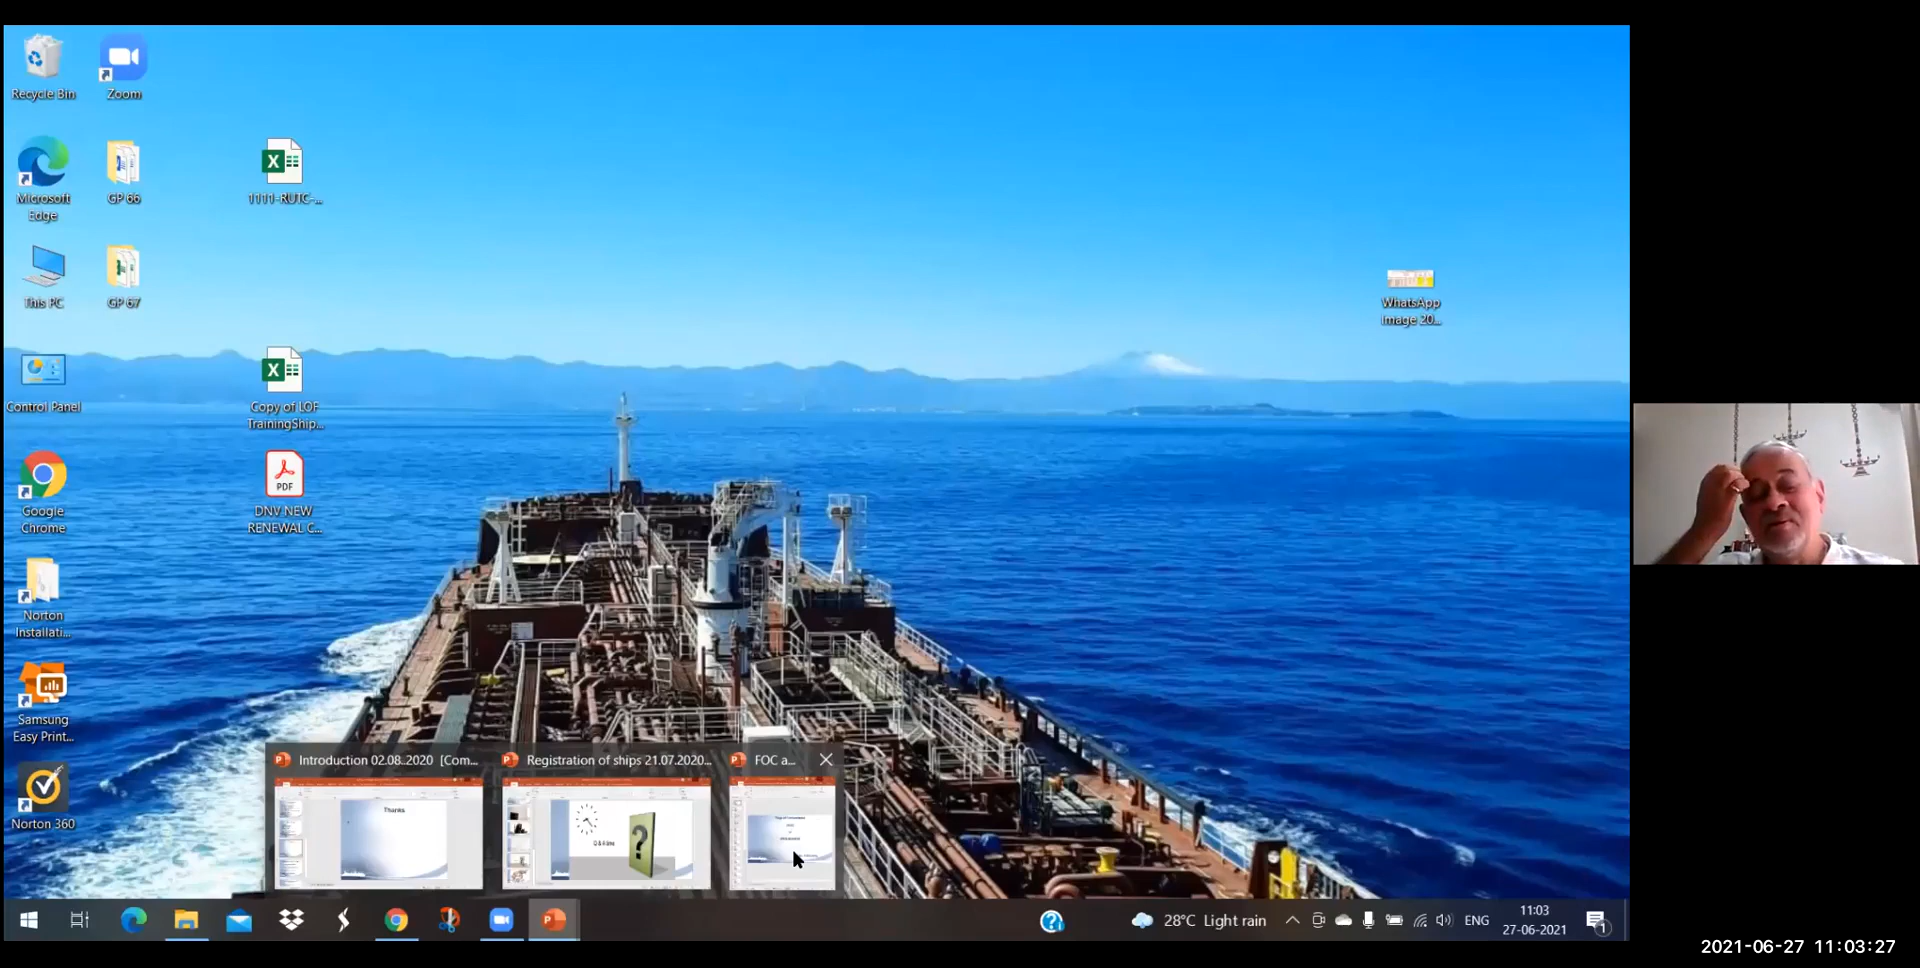 Recycle Bin
Zoom
Microsoft
Edge
GP 66
1111-RUTC-...
This PC
GP 67
WhatsApp
Image 20...
Control Panel
Copy of LOF
TrainingShip...
Google
Chrome
PDF
DNV NEW
RENEWAL C...
Norton
Installati...
Samsung
Easy Print...
Norton 360
Introduction 02.08..2020 [Com...
Registration of ships 21.07.2020...
FOC a...
Thanks
28°C Light rain
ENG
11:03
27-06-2021
1
2021-06-27 11:03:27